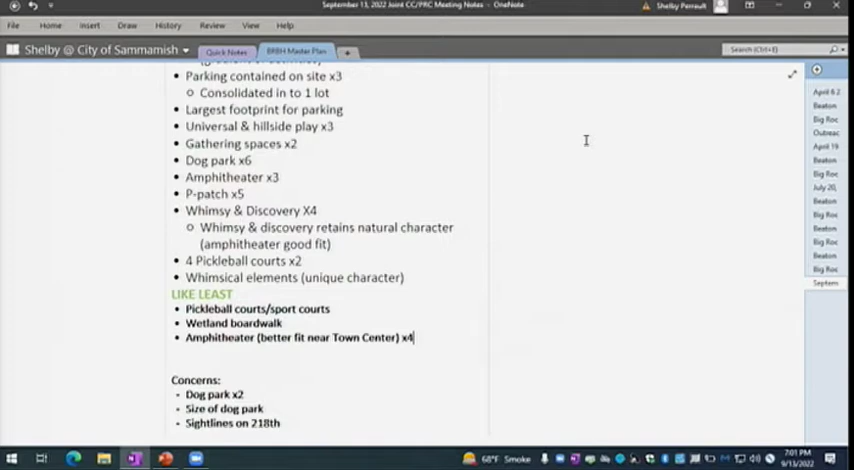 September 13, 2022 Joint CC/PRC Meeting Notes - OneNote
Shelby Perrault
File Home Insert Draw History Review View Help
Shelby @ City of Sammamish
Quick Notes
BRBH Master Plan
+
Search (Ctrl+E)
• Parking contained on site x3
o Consolidated in to 1 lot
• Largest footprint for parking
• Universal & hillside play x3
• Gathering spaces x2
• Dog park x6
• Amphitheater x3
• P-patch x5
• Whimsy & Discovery X4
o Whimsy & discovery retains natural character
(amphitheater good fit)
• 4 Pickleball courts x2
• Whimsical elements (unique character)
LIKE LEAST
• Pickleball courts/sport courts
• Wetland boardwalk
• Amphitheater (better fit near Town Center) x4
Concerns:
- Dog park x2
- Size of dog park
- Sightlines on 218th
April 6 2
Beaton
Big Roc
Outreac
April 19
Beaton
Big Roc
July 20,
Beaton
Big Roc
Beaton
Big Roc
Beaton
Big Roc
Septem
68°F Smoke
7:01 PM
9/13/2022